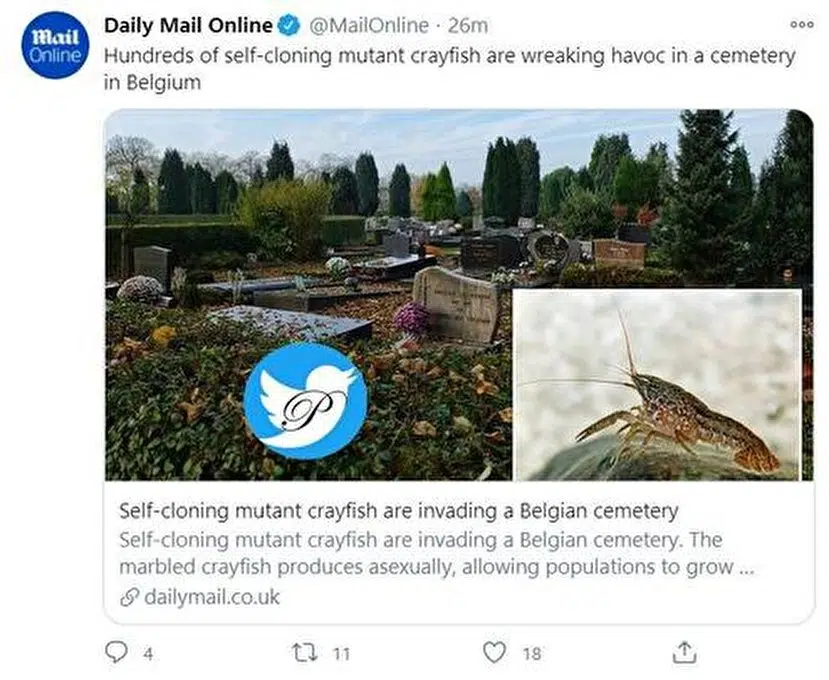 Mail
Online
Daily Mail Online @MailOnline · 26m
Hundreds of self-cloning mutant crayfish are wreaking havoc in a cemetery
in Belgium
P
Self-cloning mutant crayfish are invading a Belgian cemetery
Self-cloning mutant crayfish are invading a Belgian cemetery. The
marbled crayfish produces asexually, allowing populations to grow ...
dailymail.co.uk
4 11 18